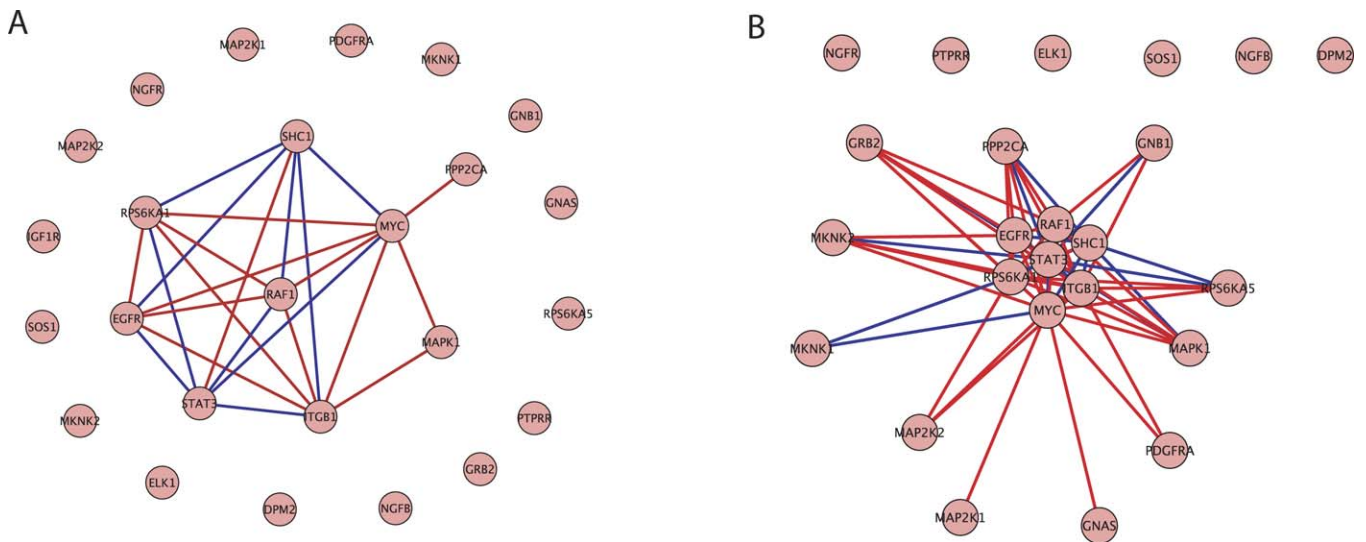 A
MAP2K1
PDGFRA
MKNK1
NGFR
GNB1
MAP2K2
SHC1
PPP2CA
GNAS
RPS6KA1
MYC
IGF1R
RAF1
SOS1
EGFR
RPS6KA5
MAPK1
STAT3
ITGB1
MKNK2
PTPRR
GRB2
ELK1
DPM2
NGFB
B
NGFR
PTPRR
ELK1
SOS1
NGFB
DPM2
GRB2
PPP2CA
GNB1
RAF1
MKNK2
EGFR
SHC1
STAT3
RPS6KA1
ITGB1
RPS6KA5
MYC
MKNK1
MAPK1
MAP2K2
PDGFRA
MAP2K1
GNAS